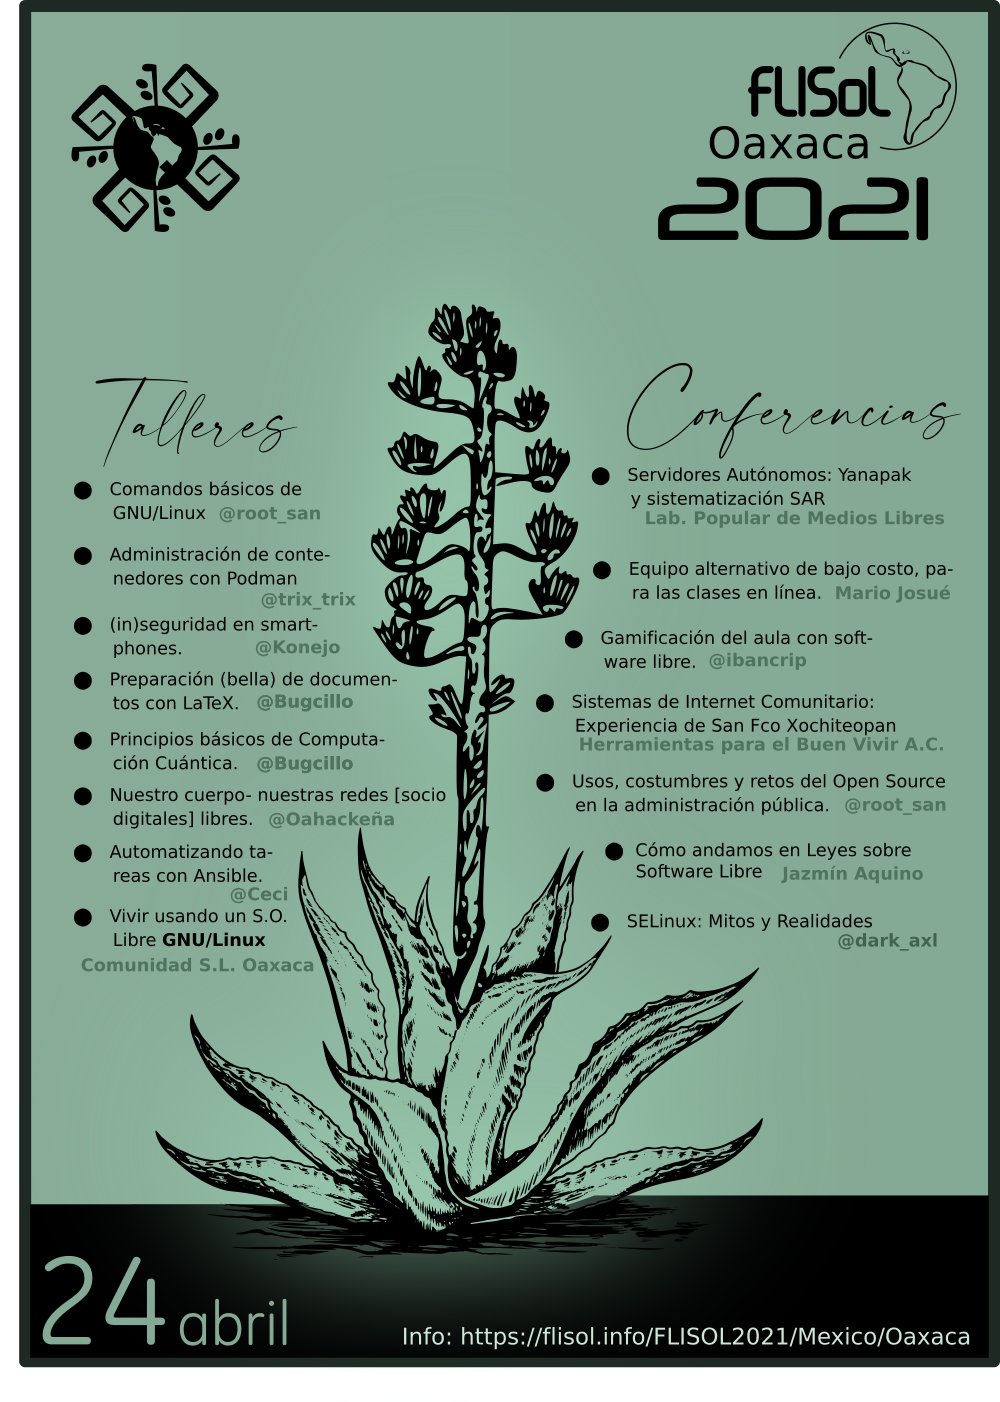 fLISoL
Oaxaca
2021
Talleres
Comandos básicos de
GNU/Linux @root_san
Administración de conte-
nedores con Podman
@trix_trix
(in)seguridad en smart-
phones. @Konejo
Preparación (bella) de documen-
tos con LaTeX. @Bugcillo
Principios básicos de Computa-
ción Cuántica. @Bugcillo
Nuestro cuerpo- nuestras redes [socio
digitales] libres. @Oahackeña
Automatizando ta-
reas con Ansible.
@Ceci
Vivir usando un S.O.
Libre GNU/Linux
Comunidad S.L. Oaxaca
Conferencias
Servidores Autónomos: Yanapak
y sistematización SAR
Lab. Popular de Medios Libres
Equipo alternativo de bajo costo, pa-
ra las clases en línea. Mario Josué
Gamificación del aula con soft-
ware libre. @ibancrip
Sistemas de Internet Comunitario:
Experiencia de San Fco Xochiteopan
Herramientas para el Buen Vivir A.C.
Usos, costumbres y retos del Open Source
en la administración pública. @root_san
Cómo andamos en Leyes sobre
Software Libre Jazmín Aquino
SELinux: Mitos y Realidades
@dark_axl
24 abril
Info: https://flisol.info/FLISOL2021/Mexico/Oaxaca